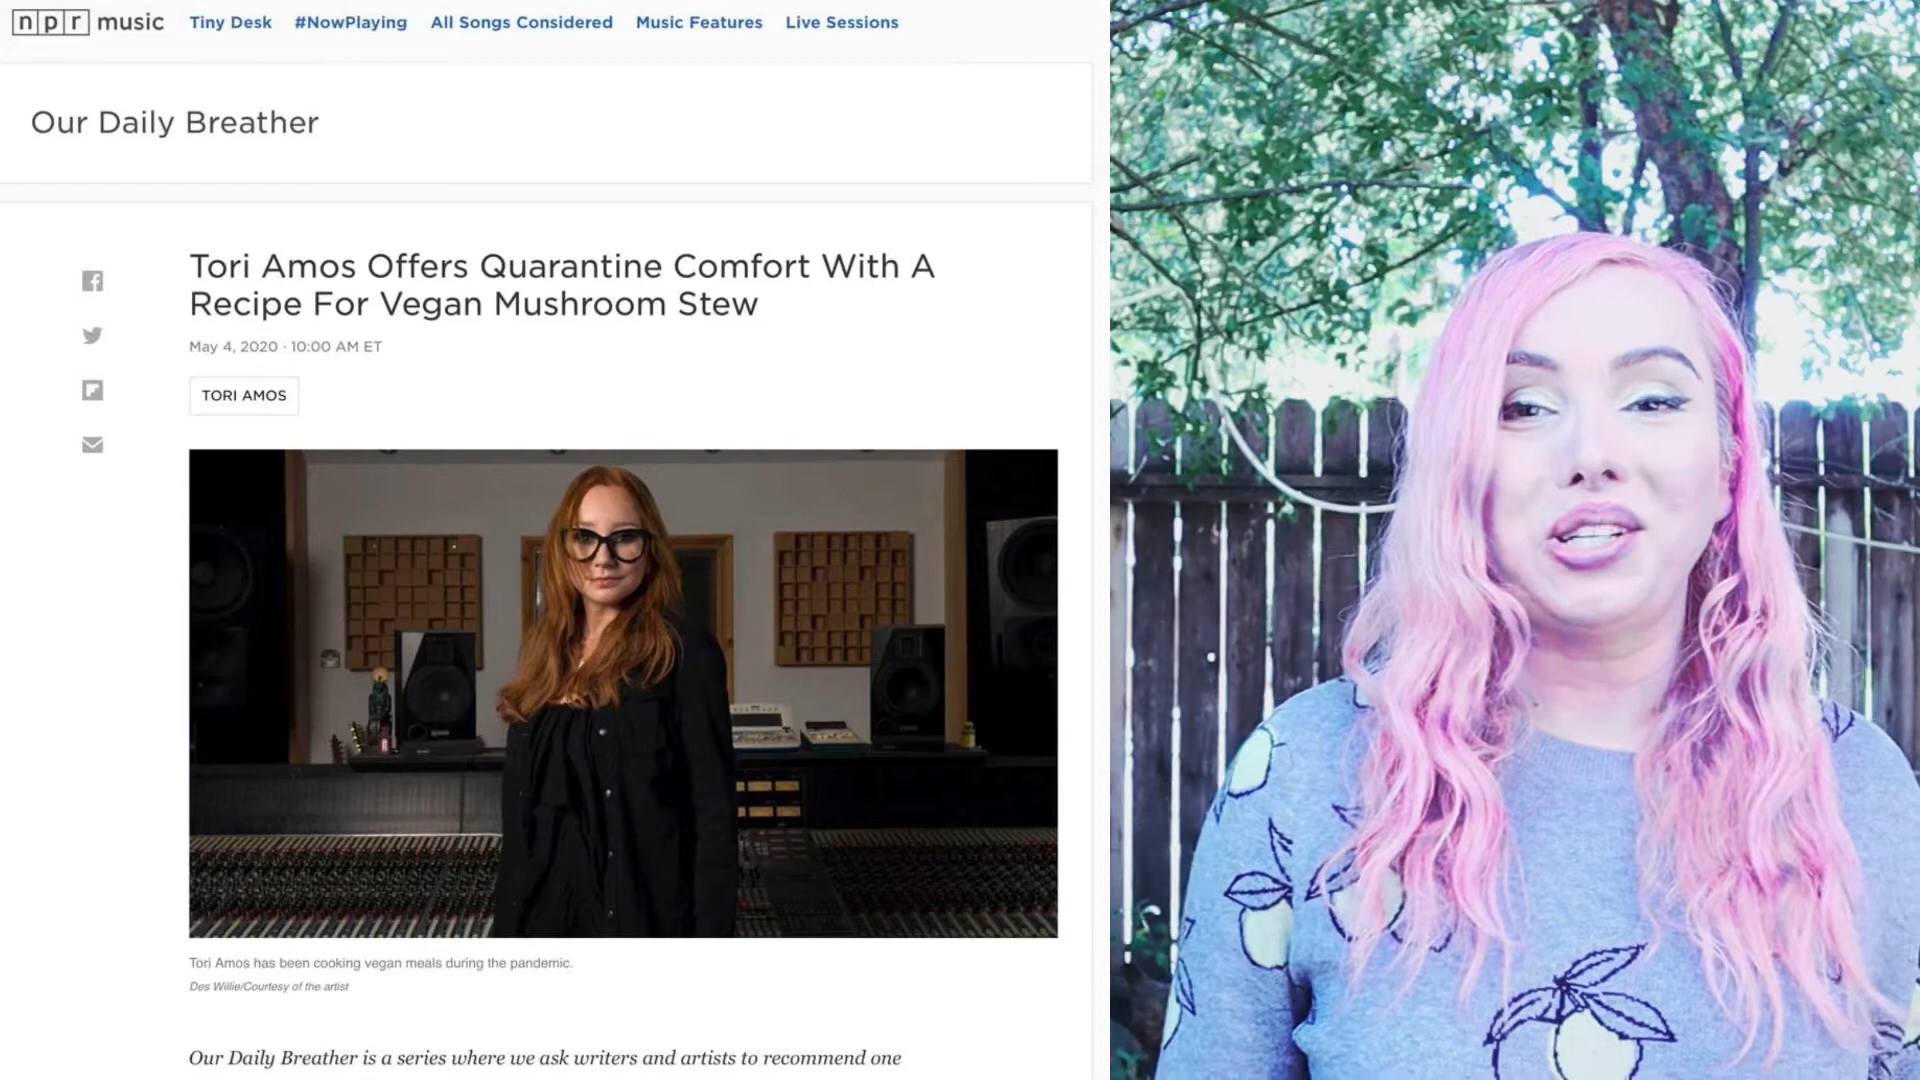 npr music Tiny Desk #NowPlaying All Songs Considered Music Features Live Sessions
Our Daily Breather
Tori Amos Offers Quarantine Comfort With A
Recipe For Vegan Mushroom Stew
May 4, 2020 · 10:00 AM ET
TORI AMOS
Tori Amos has been cooking vegan meals during the pandemic.
Des Willie/Courtesy of the artist
Our Daily Breather is a series where we ask writers and artists to recommend one